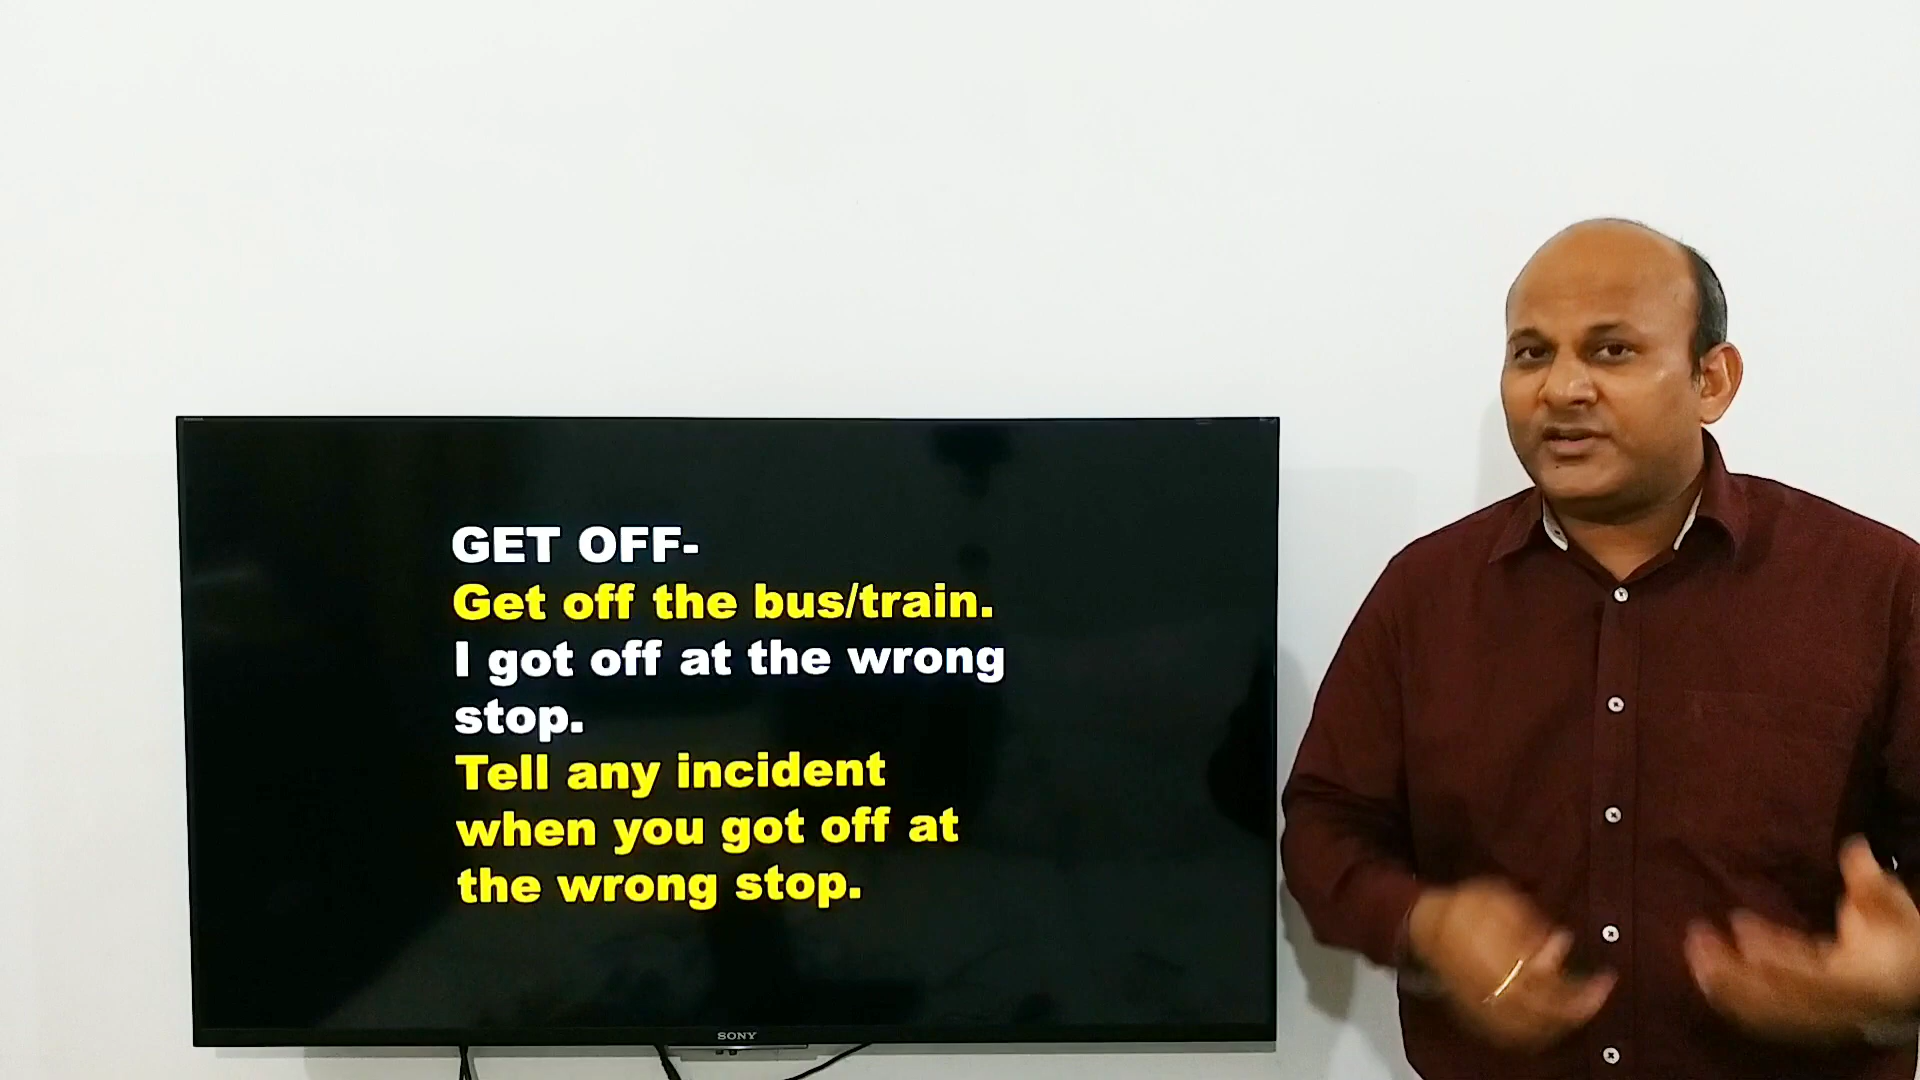 GET OFF-
Get off the bus/train.
I got off at the wrong
stop.
Tell any incident
when you got off at
the wrong stop.
SONY